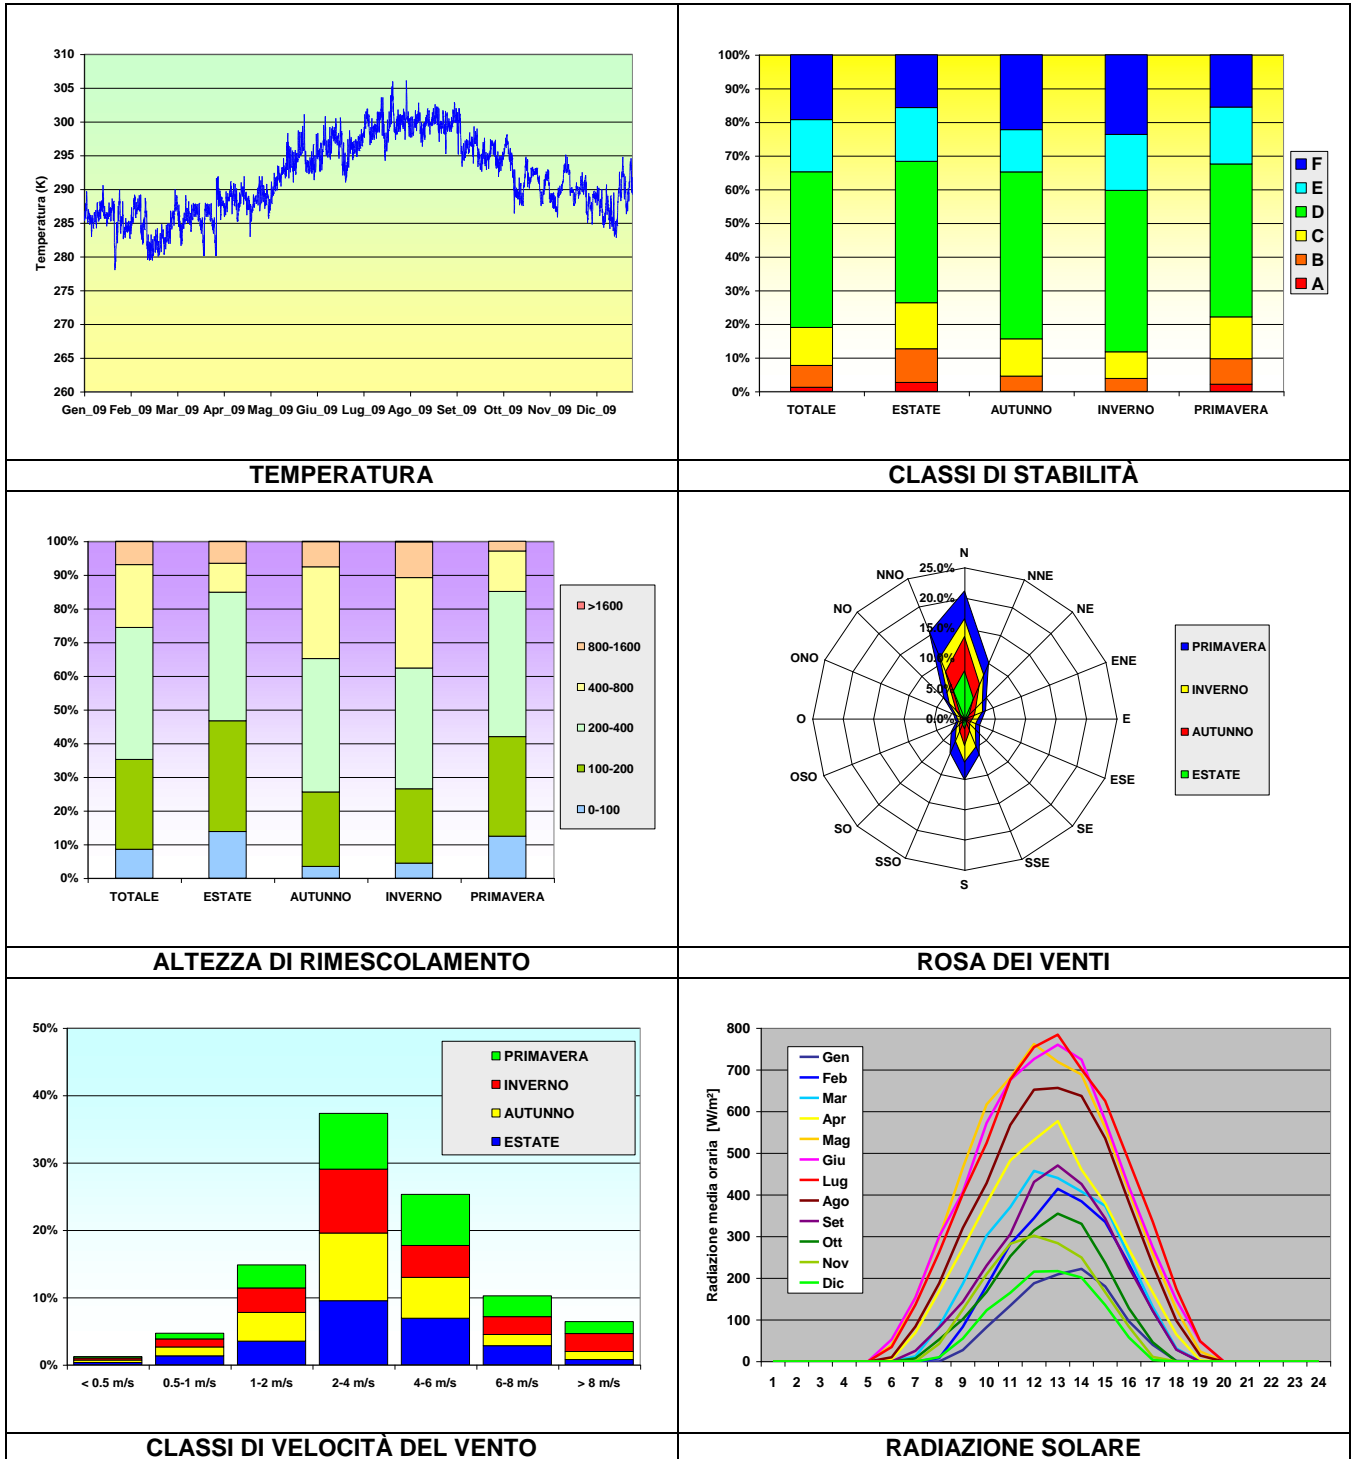 310
305
300
295
290
285
280
275
270
265
260
Temperatura (K)
Gen_09 Feb_09 Mar_09 Apr_09 Mag_09 Giu_09 Lug_09 Ago_09 Set_09 Ott_09 Nov_09 Dic_09
TEMPERATURA
100%
90%
80%
70%
60%
50%
40%
30%
20%
10%
0%
TOTALE ESTATE AUTUNNO INVERNO PRIMAVERA
F
E
D
C
B
A
CLASSI DI STABILITÀ
100%
90%
80%
70%
60%
50%
40%
30%
20%
10%
0%
TOTALE ESTATE AUTUNNO INVERNO PRIMAVERA
>1600
800-1600
400-800
200-400
100-200
0-100
ALTEZZA DI RIMESCOLAMENTO
N
NNE
NE
ENE
E
ESE
SE
SSE
S
SSO
SO
OSO
O
ONO
NO
NNO
25.0%
20.0%
15.0%
10.0%
5.0%
0.0%
PRIMAVERA
INVERNO
AUTUNNO
ESTATE
ROSA DEI VENTI
50%
40%
30%
20%
10%
0%
< 0.5 m/s 0.5-1 m/s 1-2 m/s 2-4 m/s 4-6 m/s 6-8 m/s > 8 m/s
PRIMAVERA
INVERNO
AUTUNNO
ESTATE
CLASSI DI VELOCITÀ DEL VENTO
800
700
600
500
400
300
200
100
0
Radiazione media oraria [W/m²]
1 2 3 4 5 6 7 8 9 10 11 12 13 14 15 16 17 18 19 20 21 22 23 24
Gen
Feb
Mar
Apr
Mag
Giu
Lug
Ago
Set
Ott
Nov
Dic
RADIAZIONE SOLARE